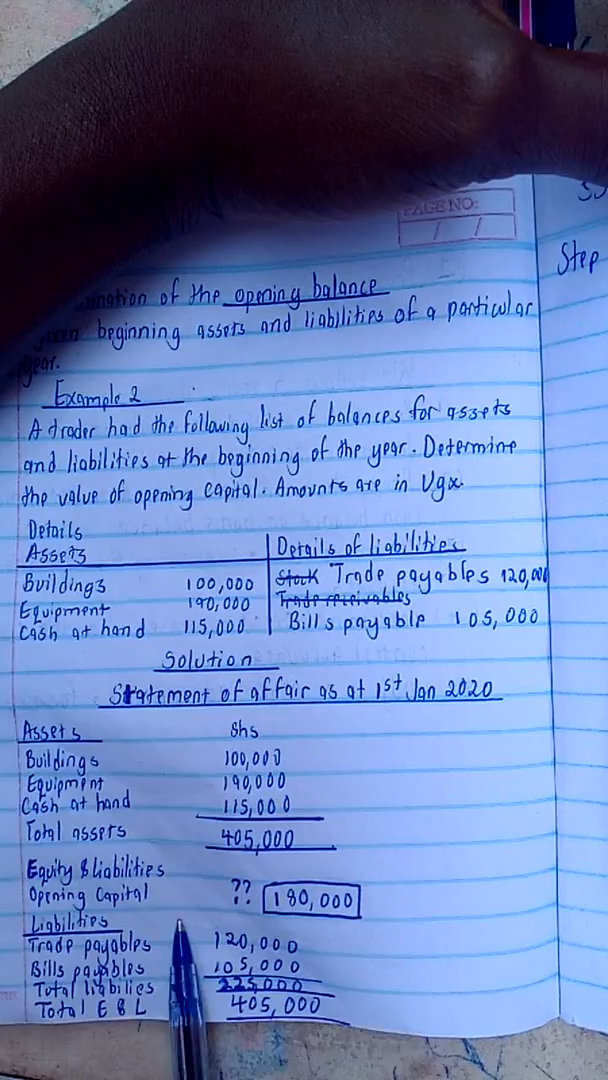 PAGE NO:
Step
of the opening balance
beginning assets and liabilities of a particular
year.
Example 2
A trader had the following list of balances for assets
and liabilities at the beginning of the year. Determine
the value of opening capital. Amounts are in Ugx.
Details
Assets
Details of liabilities
Buildings 100,000
Stock Trade payables 120,000
Equipment 190,000
Trade receivables
Cash at hand 115,000
Bills payable 105,000
Solution
Statement of affair as at 1st Jan 2020
Assets Shs
Buildings 100,000
Equipment 190,000
Cash at hand 115,000
Total assets 405,000
Equity & liabilities
Opening Capital ?? 180,000
Liabilities
Trade payables 120,000
Bills payables 105,000
Total liabilies 225,000
Total E & L 405,000